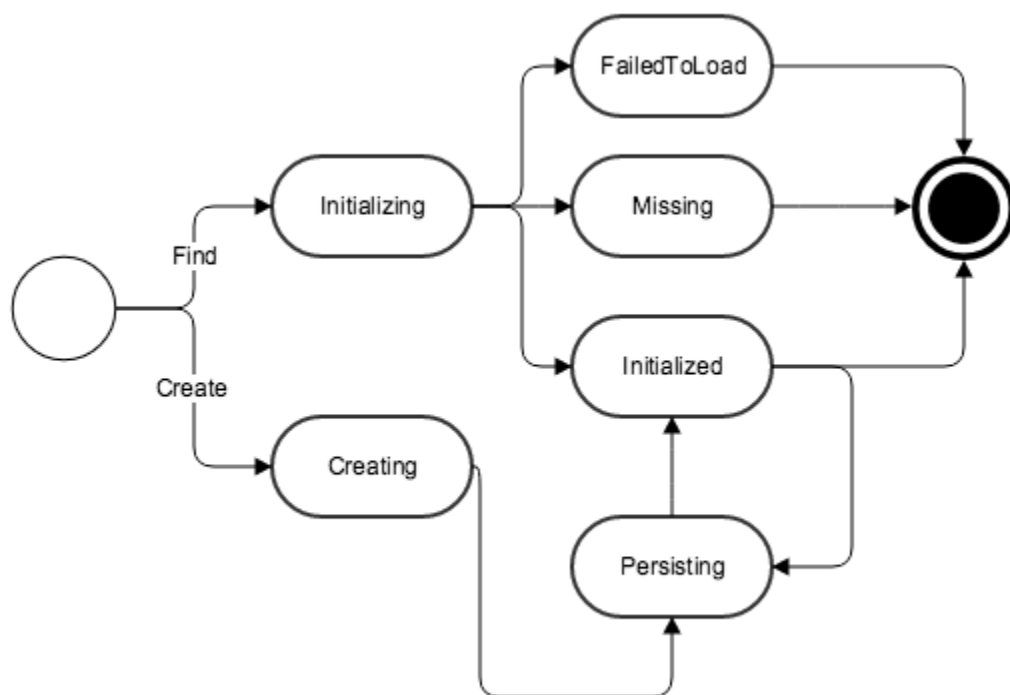 FailedToLoad
Initializing
Missing
Find
Initialized
Create
Creating
Persisting